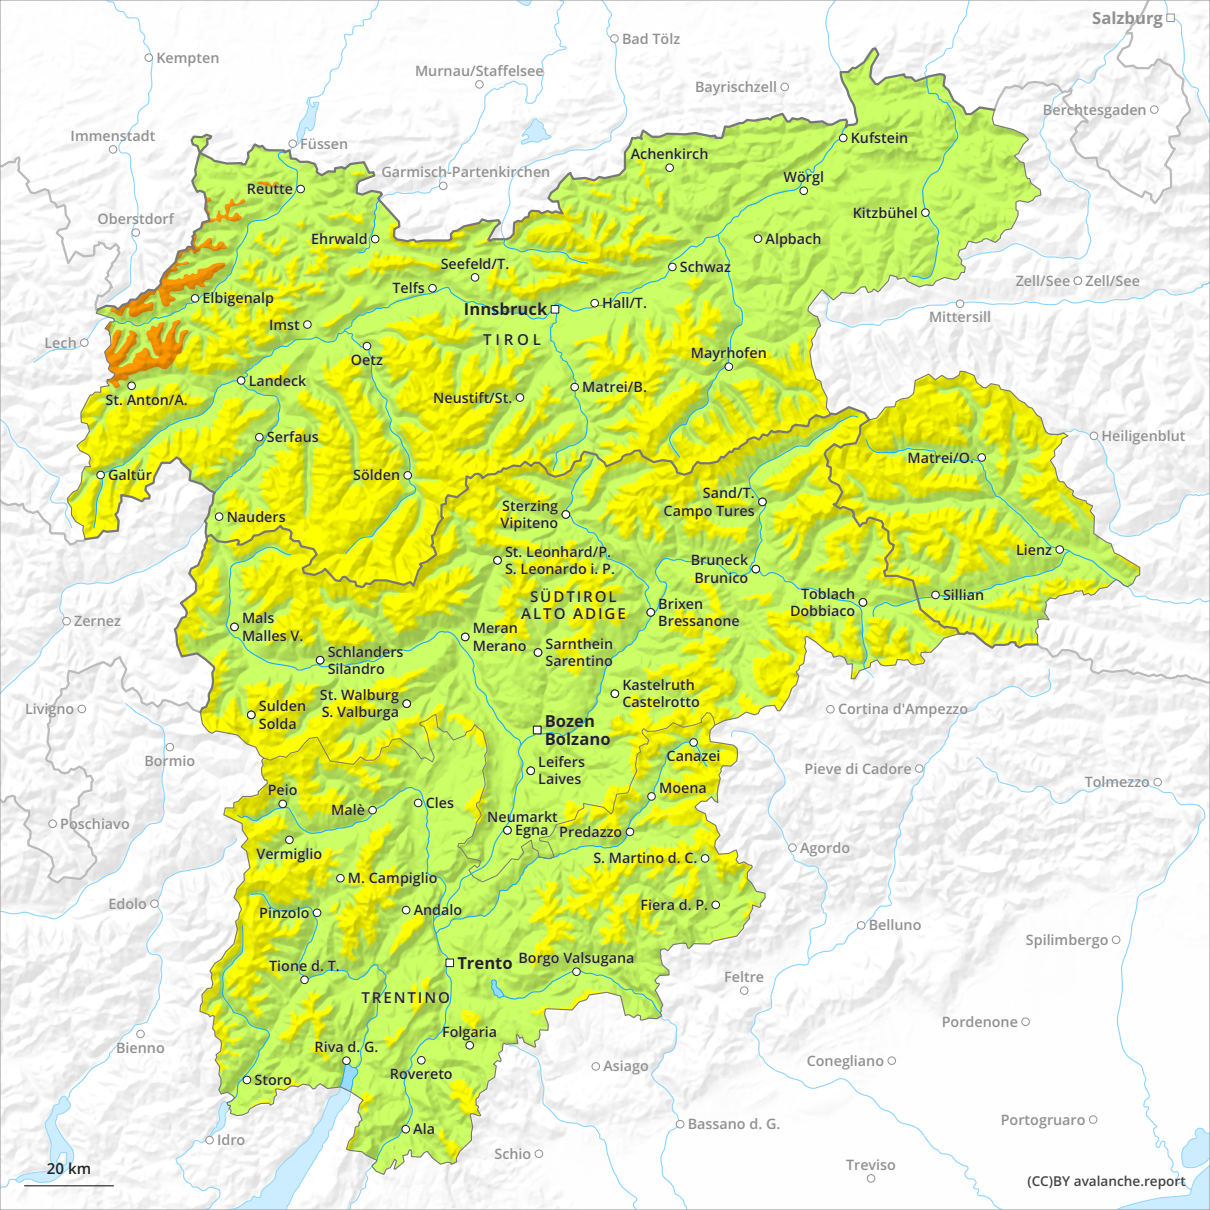 Salzburg
Kempten
Bad Tölz
Murnau/Staffelsee
Bayrischzell
Berchtesgaden
Immenstadt
Füssen
Kufstein
Achenkirch
Garmisch-Partenkirchen
Reutte
Wörgl
Oberstdorf
Kitzbühel
Ehrwald
Alpbach
Seefeld/T.
Schwaz
Zell/See
Zell/See
Telfs
Elbigenalp
Innsbruck
Hall/T.
Mittersill
Imst
TIROL
Lech
Oetz
Mayrhofen
Landeck
Matrei/B.
St. Anton/A.
Neustift/St.
Serfaus
Heiligenblut
Matrei/O.
Galtür
Sölden
Sand/T.
Campo Tures
Sterzing
Vipiteno
Nauders
Lienz
St. Leonhard/P.
S. Leonardo i. P.
Bruneck
Brunico
SÜDTIROL
ALTO ADIGE
Toblach
Dobbiaco
Sillian
Brixen
Bressanone
Zernez
Mals
Malles V.
Meran
Merano
Sarnthein
Sarentino
Schlanders
Silandro
Kastelruth
Castelrotto
St. Walburg
S. Valburga
Sulden
Solda
Livigno
Cortina d'Ampezzo
Bozen
Bolzano
Bormio
Canazei
Leifers
Laives
Pieve di Cadore
Tolmezzo
Peio
Moena
Malè
Cles
Neumarkt
Egna
Predazzo
Poschiavo
Vermiglio
Agordo
S. Martino d. C.
M. Campiglio
Edolo
Pinzolo
Andalo
Fiera d. P.
Belluno
Spilimbergo
Trento
Borgo Valsugana
Tione d. T.
Feltre
TRENTINO
Pordenone
Folgaria
Bienno
Riva d. G.
Conegliano
Asiago
Rovereto
Storo
Portogruaro
Bassano d. G.
Ala
Idro
Schio
Treviso
20 km
(CC)BY avalanche.report